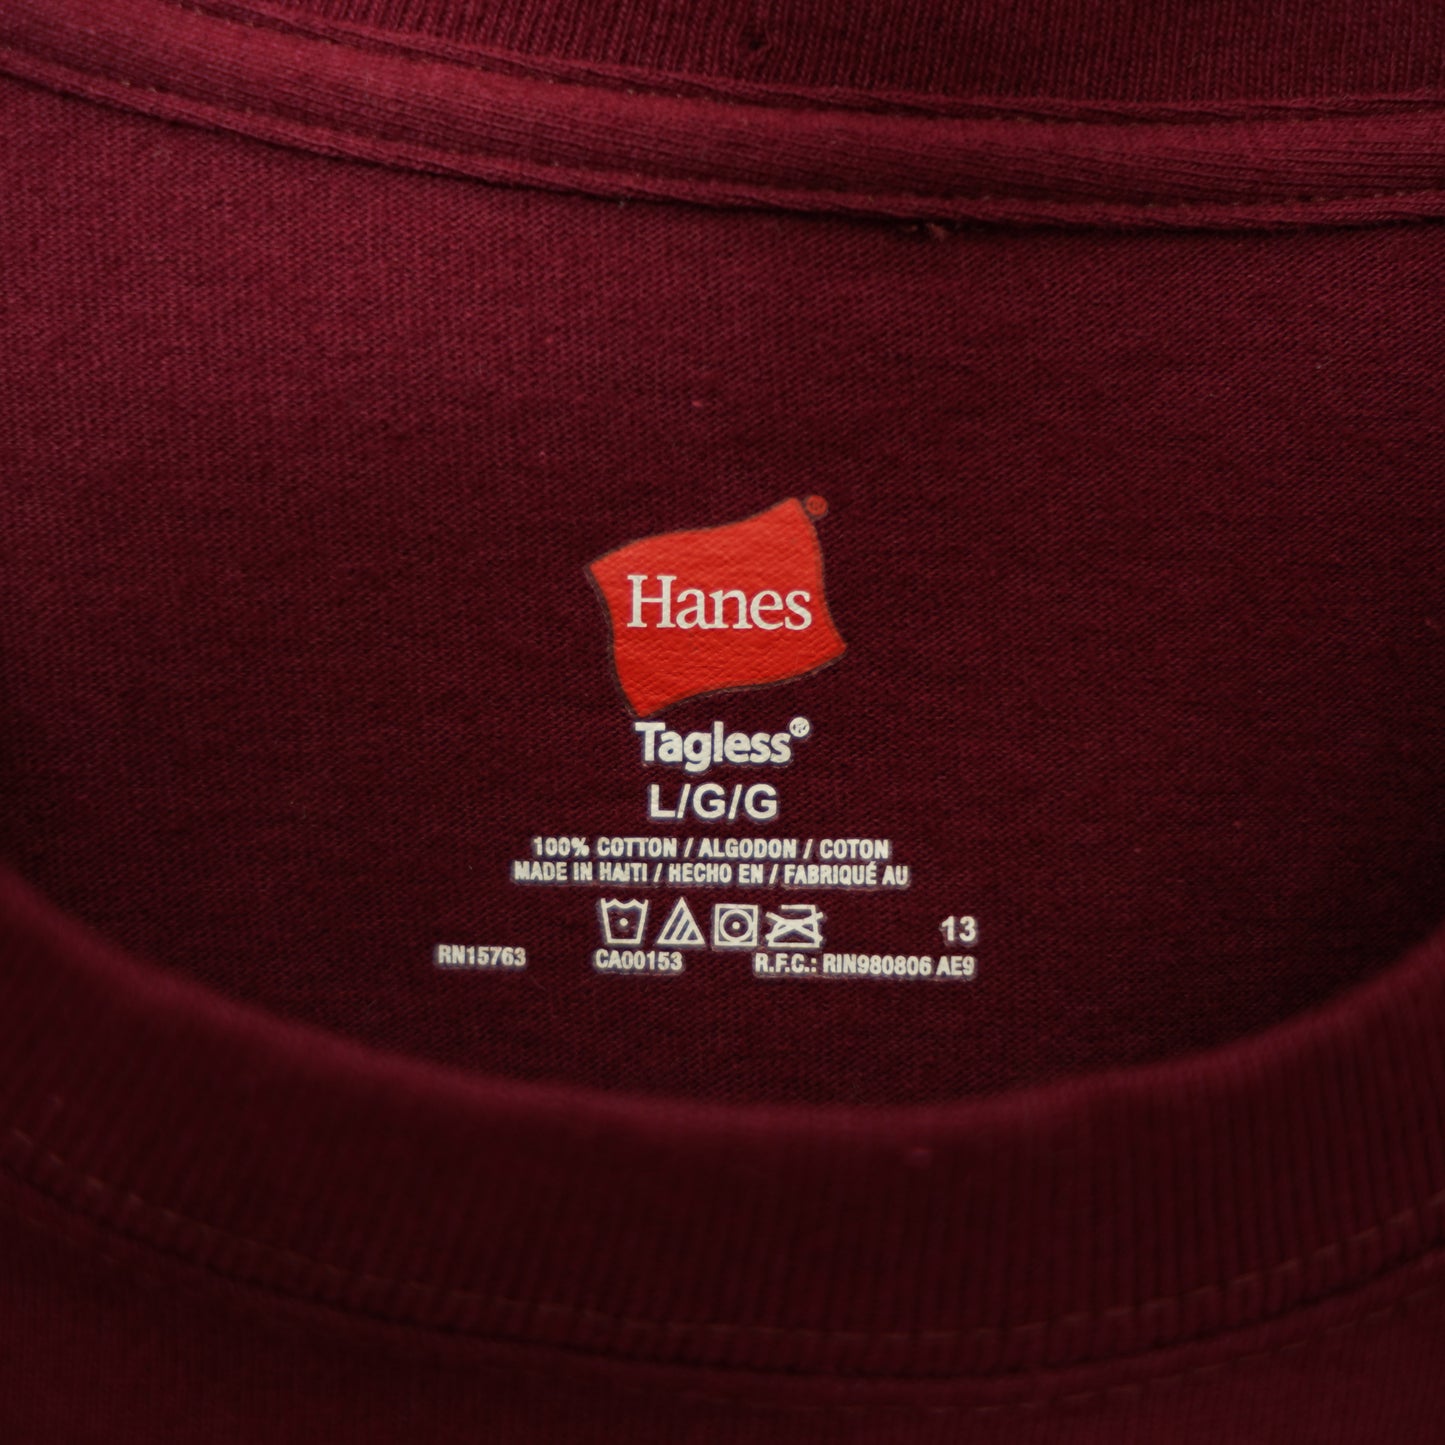 Hanes®
Tagless®
L/G/G
100% COTTON / ALGODON / COTON
MADE IN HAITI / HECHO EN / FABRIQUÉ AU
13
RN15763 CA00153 R.F.C.: RIN980806 AE9